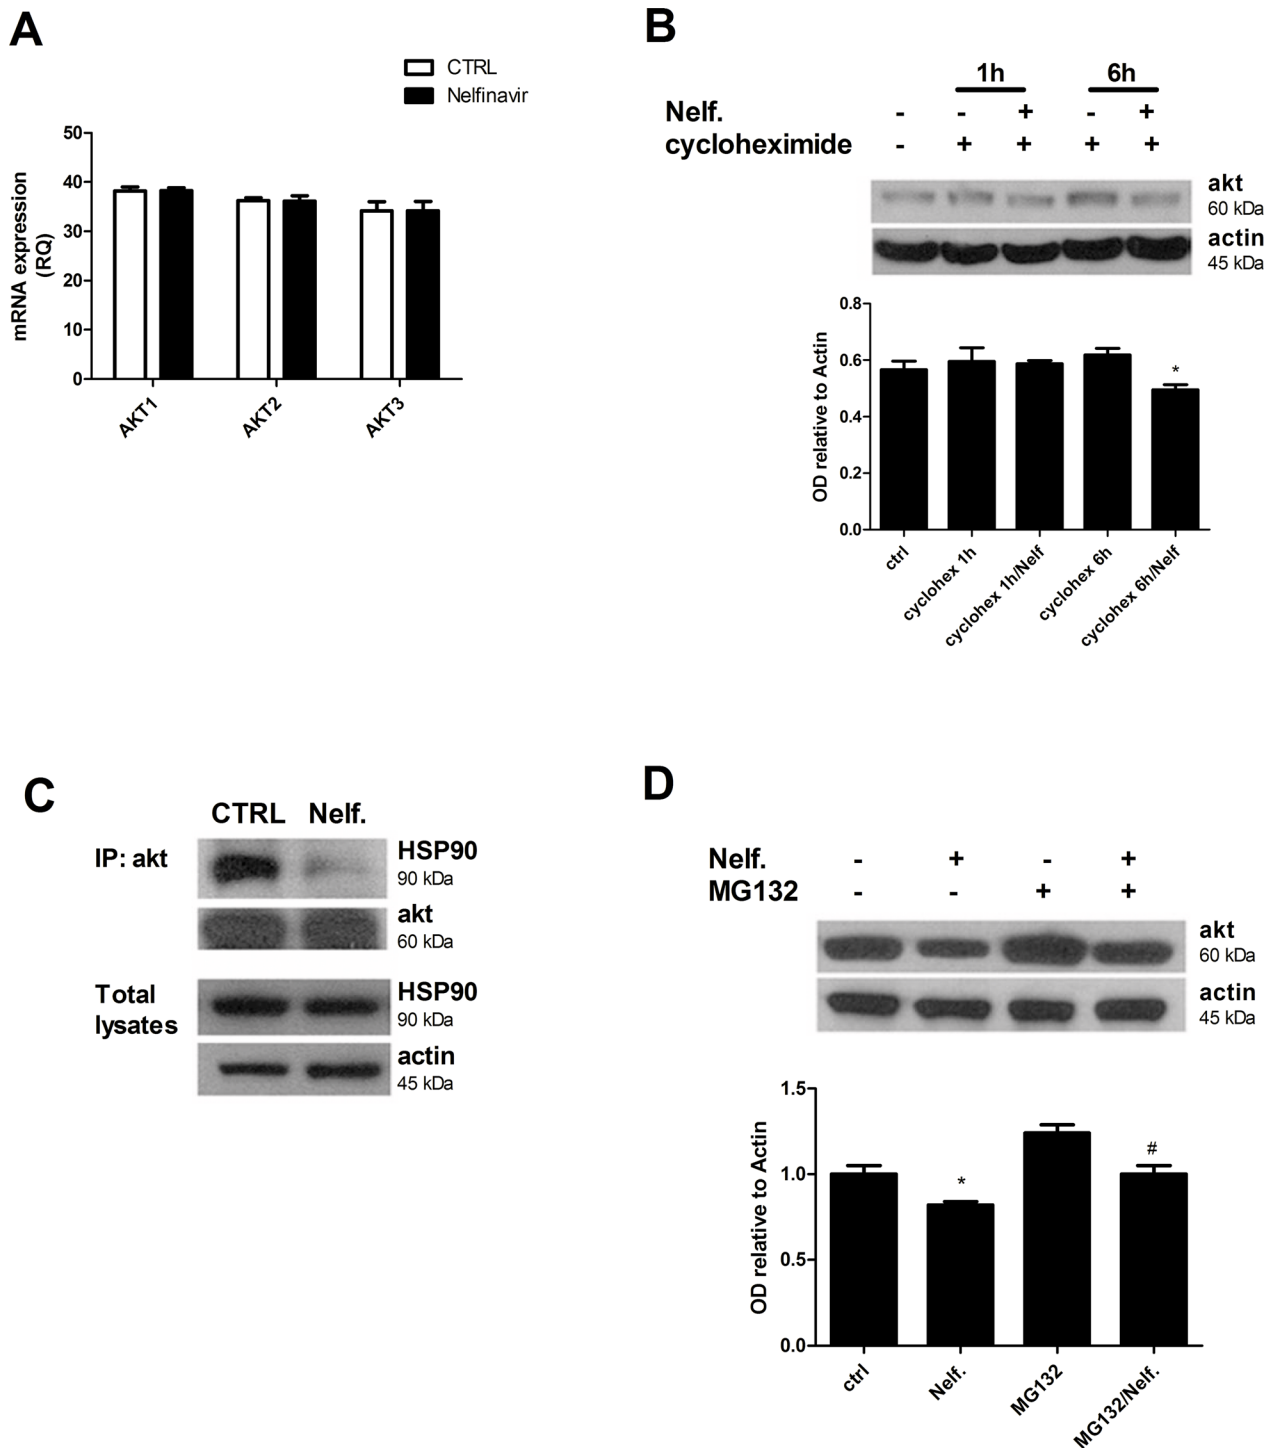 A
CTRL
Nelfinavir
mRNA expression
(RQ)
50
40
30
20
10
0
AKT1
AKT2
AKT3
B
1h 6h
Nelf. - - + - +
cycloheximide - + + + +
akt
60 kDa
actin
45 kDa
OD relative to Actin
0.8
0.6
0.4
0.2
0.0
*
ctrl
cyclohex 1h
cyclohex 1h/Nelf
cyclohex 6h
cyclohex 6h/Nelf
C
CTRL Nelf.
IP: akt
HSP90
90 kDa
akt
60 kDa
Total
lysates
HSP90
90 kDa
actin
45 kDa
D
Nelf. - + - +
MG132 - - + +
akt
60 kDa
actin
45 kDa
OD relative to Actin
1.5
1.0
0.5
0.0
*
#
ctrl
Nelf.
MG132
MG132/Nelf.